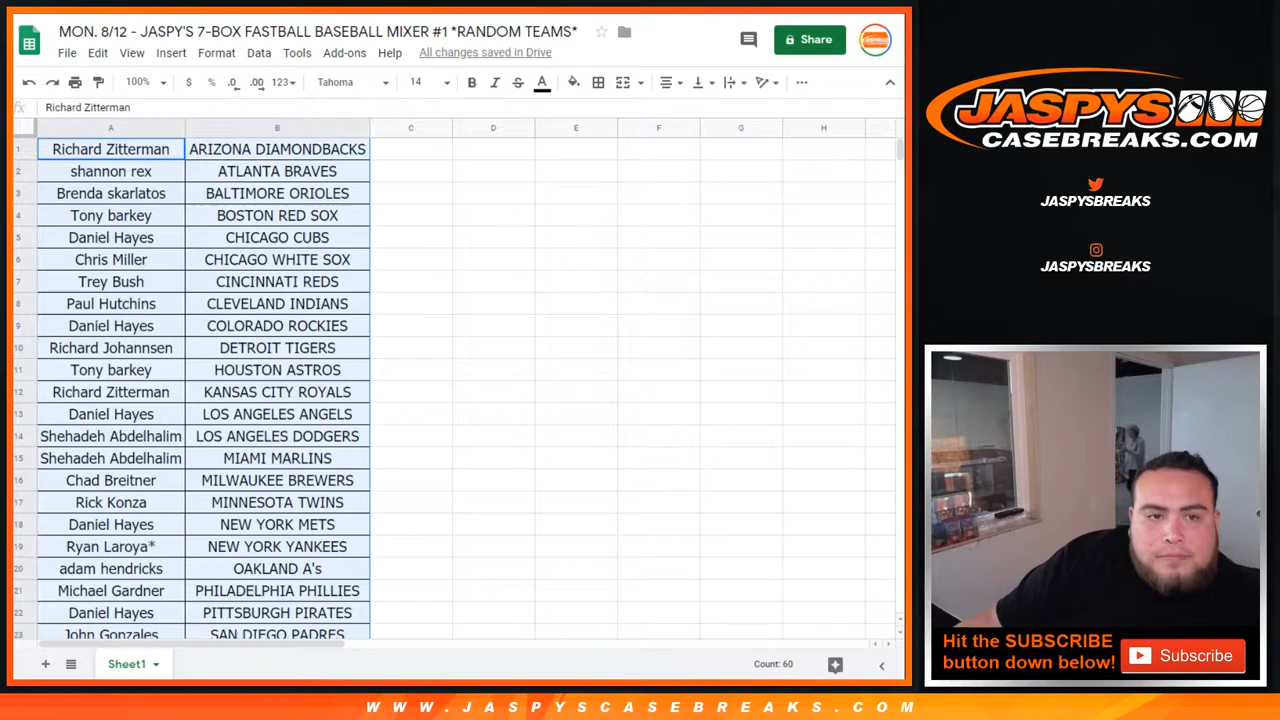 MON. 8/12 - JASPY'S 7-BOX FASTBALL BASEBALL MIXER #1 *RANDOM TEAMS*
File Edit View Insert Format Data Tools Add-ons Help All changes saved in Drive
Share
100% $ % .0 .00 123 Tahoma 14 B I S A
fx Richard Zitterman
A B C D E F G H
1 Richard Zitterman ARIZONA DIAMONDBACKS
2 shannon rex ATLANTA BRAVES
3 Brenda skarlatos BALTIMORE ORIOLES
4 Tony barkey BOSTON RED SOX
5 Daniel Hayes CHICAGO CUBS
6 Chris Miller CHICAGO WHITE SOX
7 Trey Bush CINCINNATI REDS
8 Paul Hutchins CLEVELAND INDIANS
9 Daniel Hayes COLORADO ROCKIES
10 Richard Johannsen DETROIT TIGERS
11 Tony barkey HOUSTON ASTROS
12 Richard Zitterman KANSAS CITY ROYALS
13 Daniel Hayes LOS ANGELES ANGELS
14 Shehadeh Abdelhalim LOS ANGELES DODGERS
15 Shehadeh Abdelhalim MIAMI MARLINS
16 Chad Breitner MILWAUKEE BREWERS
17 Rick Konza MINNESOTA TWINS
18 Daniel Hayes NEW YORK METS
19 Ryan Laroya* NEW YORK YANKEES
20 adam hendricks OAKLAND A's
21 Michael Gardner PHILADELPHIA PHILLIES
22 Daniel Hayes PITTSBURGH PIRATES
23 John Gonzales SAN DIEGO PADRES
Sheet1
Count: 60
JASPYS
CASEBREAKS.COM
JASPYSBREAKS
JASPYSBREAKS
Hit the SUBSCRIBE
button down below!
Subscribe
WWW.JASPYSCASEBREAKS.COM